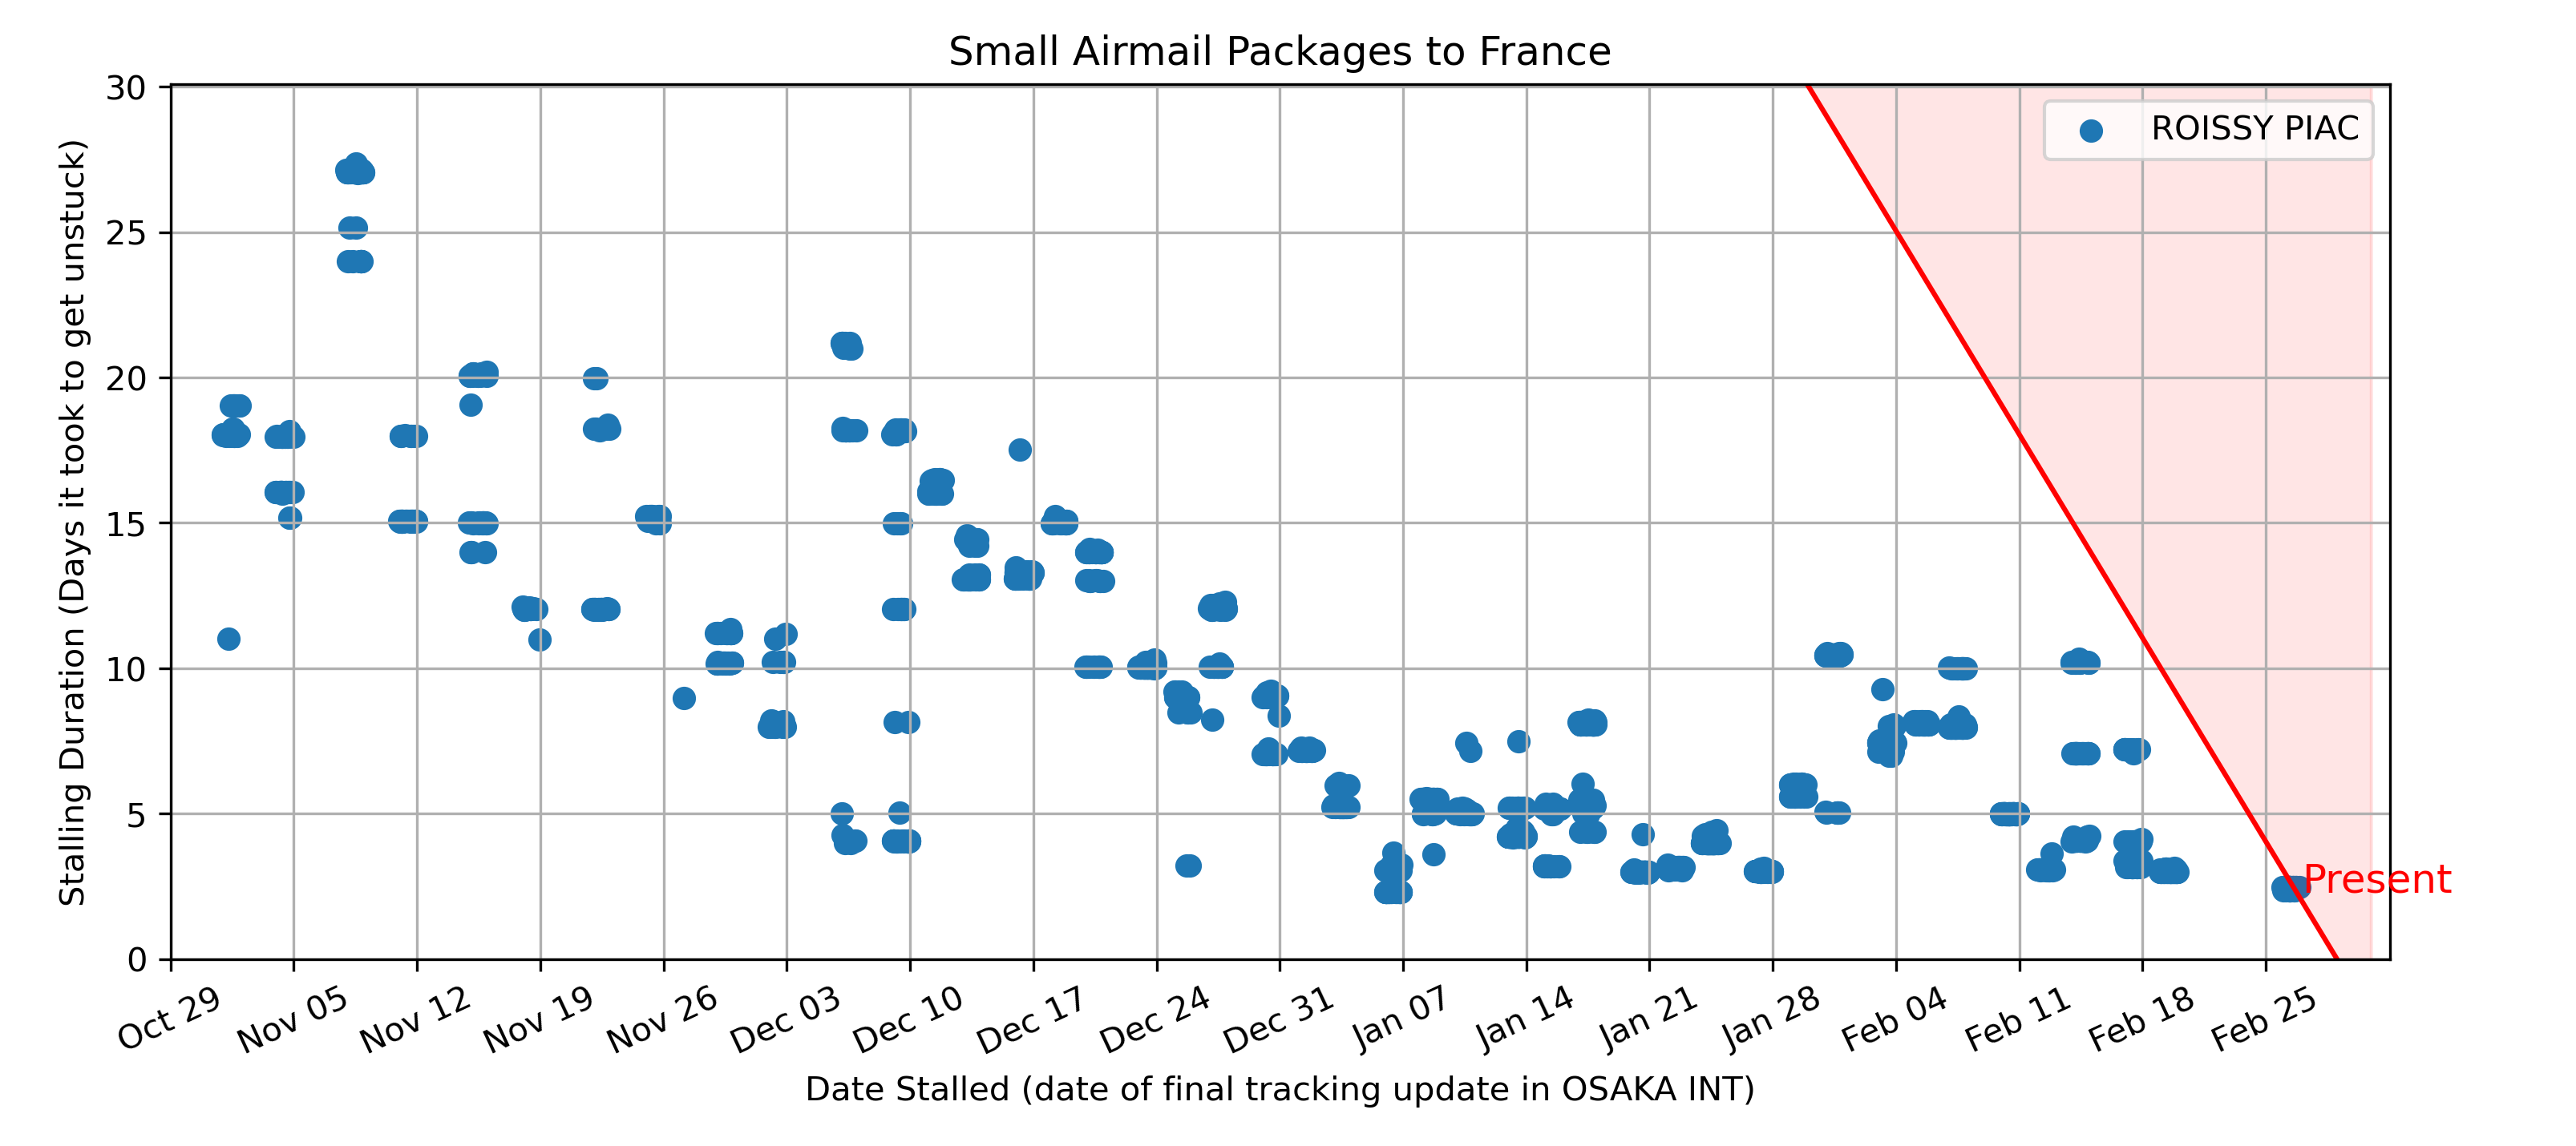 Small Airmail Packages to France
30
25
20
15
10
5
0
Stalling Duration (Days it took to get unstuck)
ROISSY PIAC
Present
Oct 29
Nov 05
Nov 12
Nov 19
Nov 26
Dec 03
Dec 10
Dec 17
Dec 24
Dec 31
Jan 07
Jan 14
Jan 21
Jan 28
Feb 04
Feb 11
Feb 18
Feb 25
Date Stalled (date of final tracking update in OSAKA INT)